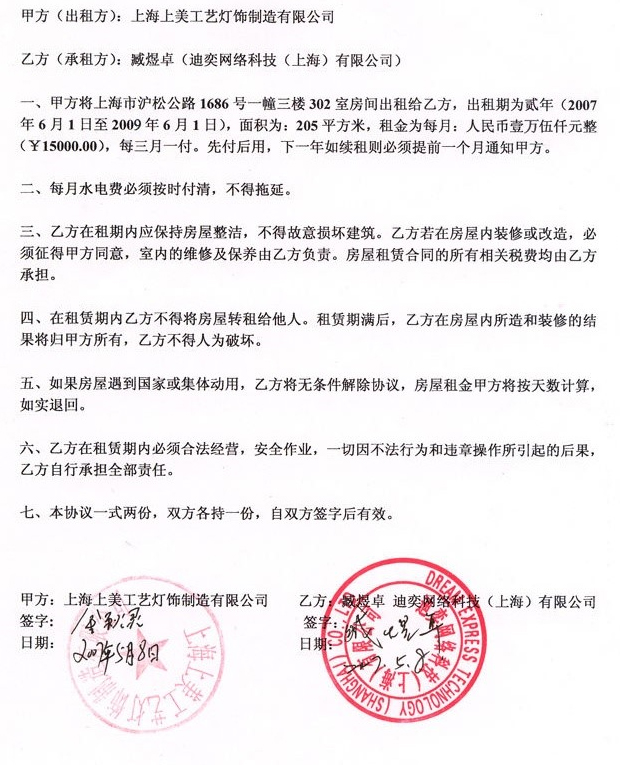 甲方（出租方）：上海上美工艺灯饰制造有限公司
乙方（承租方）：臧煜卓（迪奕网络科技（上海）有限公司）
一、甲方将上海市沪松公路 1686 号一幢三楼 302 室房间出租给乙方，出租期为贰年（2007
年 6 月 1 日至 2009 年 6 月 1 日），面积为：205 平方米，租金为每月：人民币壹万伍仟元整
（￥15000.00），每三月一付。先付后用，下一年如续租则必须提前一个月通知甲方。
二、每月水电费必须按时付清，不得拖延。
三、乙方在租期内应保持房屋整洁，不得故意损坏建筑。乙方若在房屋内装修或改造，必
须征得甲方同意，室内的维修及保养由乙方负责。房屋租赁合同的所有相关税费均由乙方
承担。
四、在租赁期内乙方不得将房屋转租给他人。租赁期满后，乙方在房屋内所造和装修的结
果将归甲方所有，乙方不得人为破坏。
五、如果房屋遇到国家或集体动用，乙方将无条件解除协议，房屋租金甲方将按天数计算，
如实退回。
六、乙方在租赁期内必须合法经营，安全作业，一切因不法行为和违章操作所引起的后果，
乙方自行承担全部责任。
七、本协议一式两份，双方各持一份，自双方签字后有效。
甲方：上海上美工艺灯饰制造有限公司
签字：
日期：2007年5月8日
上海上美工艺灯饰制造有限公司
乙方：臧煜卓 迪奕网络科技（上海）有限公司
签字：臧煜卓
日期：2007.5.8
DREAM EXPRESS TECHNOLOGY (SHANGHAI) CO., LTD
迪奕网络科技(上海)有限公司